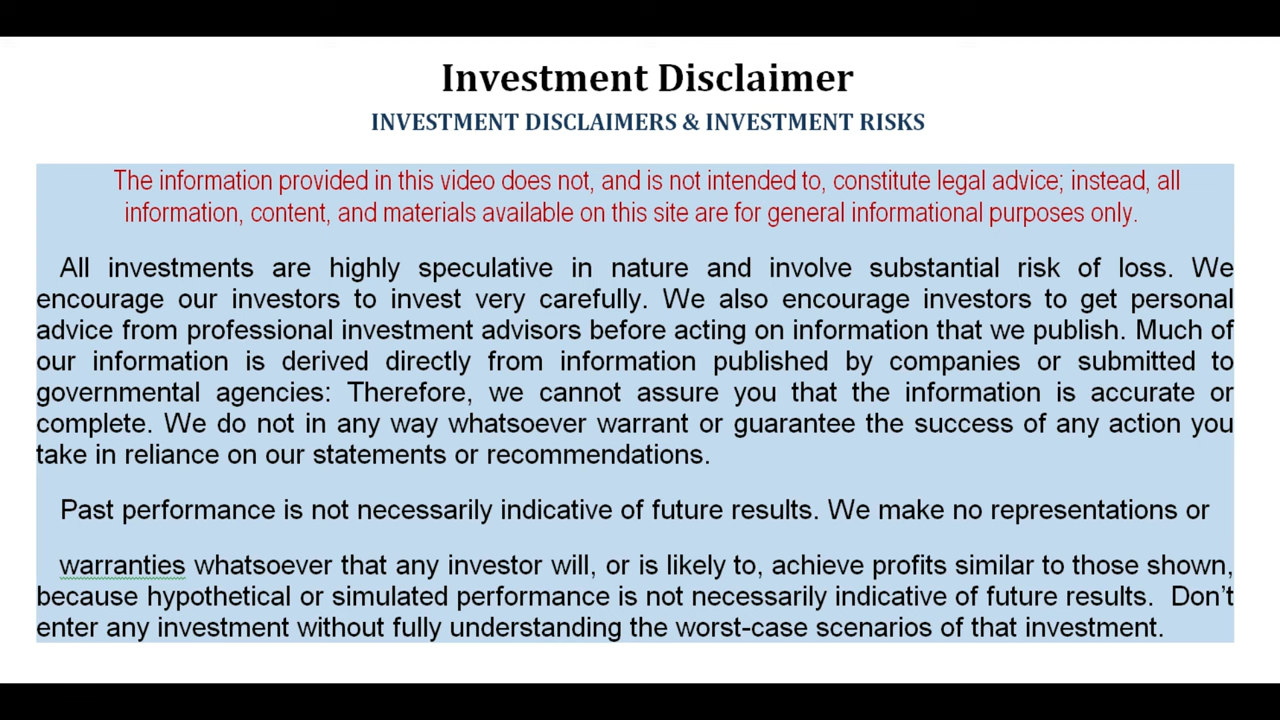 Investment Disclaimer
INVESTMENT DISCLAIMERS & INVESTMENT RISKS
The information provided in this video does not, and is not intended to, constitute legal advice; instead, all
information, content, and materials available on this site are for general informational purposes only.
All investments are highly speculative in nature and involve substantial risk of loss. We
encourage our investors to invest very carefully. We also encourage investors to get personal
advice from professional investment advisors before acting on information that we publish. Much of
our information is derived directly from information published by companies or submitted to
governmental agencies: Therefore, we cannot assure you that the information is accurate or
complete. We do not in any way whatsoever warrant or guarantee the success of any action you
take in reliance on our statements or recommendations.
Past performance is not necessarily indicative of future results. We make no representations or
warranties whatsoever that any investor will, or is likely to, achieve profits similar to those shown,
because hypothetical or simulated performance is not necessarily indicative of future results.  Don’t
enter any investment without fully understanding the worst-case scenarios of that investment.